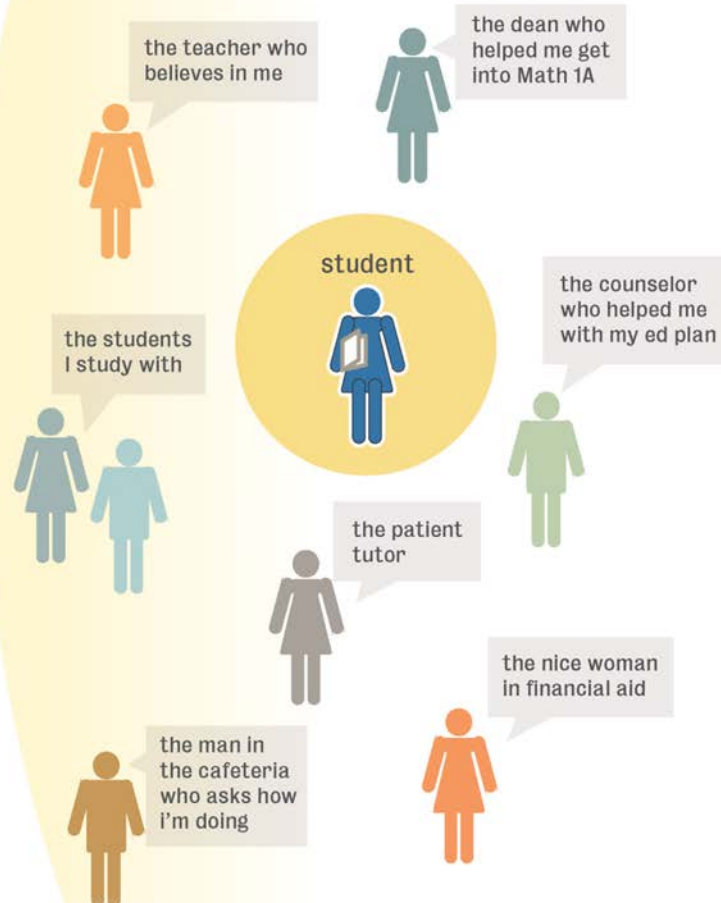 the teacher who
believes in me
the dean who
helped me get
into Math 1A
student
the counselor
who helped me
with my ed plan
the students
I study with
the patient
tutor
the nice woman
in financial aid
the man in
the cafeteria
who asks how
i'm doing